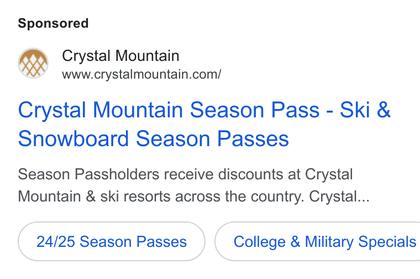 Sponsored
Crystal Mountain
www.crystalmountain.com/
Crystal Mountain Season Pass - Ski &
Snowboard Season Passes
Season Passholders receive discounts at Crystal
Mountain & ski resorts across the country. Crystal...
24/25 Season Passes
College & Military Specials